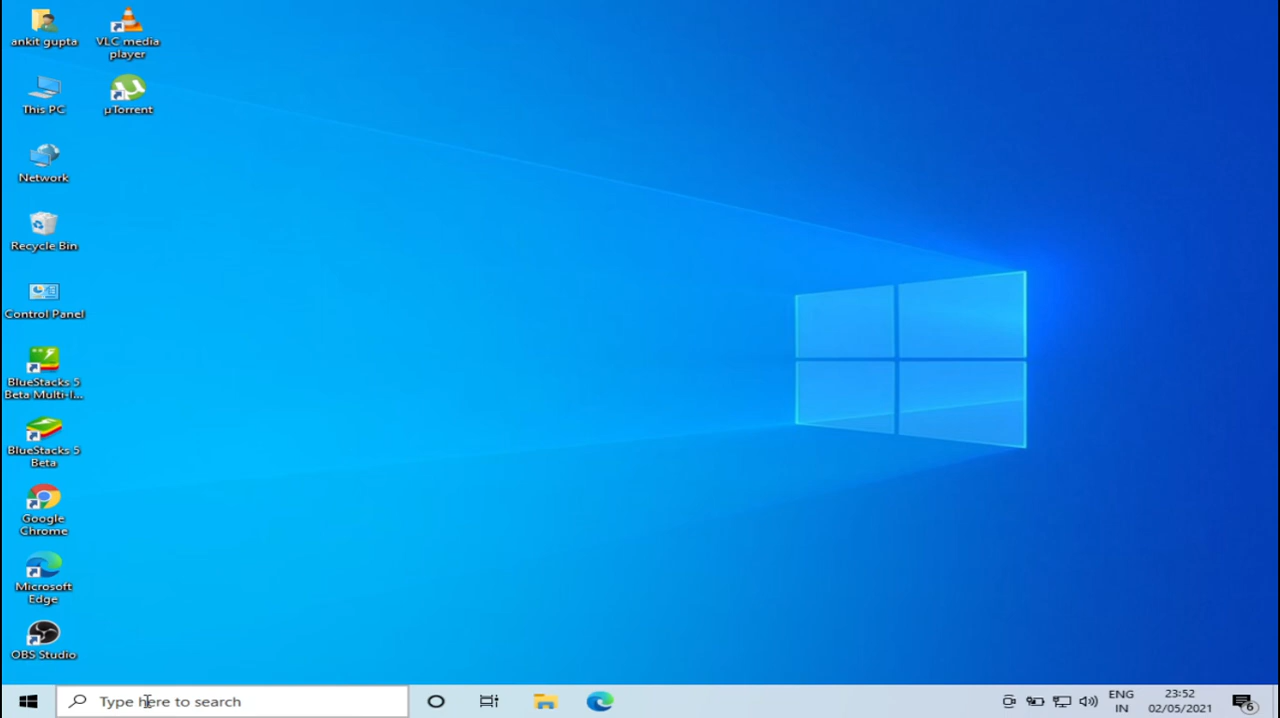 ankit gupta
VLC media
player
This PC
µTorrent
Network
Recycle Bin
Control Panel
BlueStacks 5
Beta Multi-I...
BlueStacks 5
Beta
Google
Chrome
Microsoft
Edge
OBS Studio
Type here to search
ENG
IN
23:52
02/05/2021
6